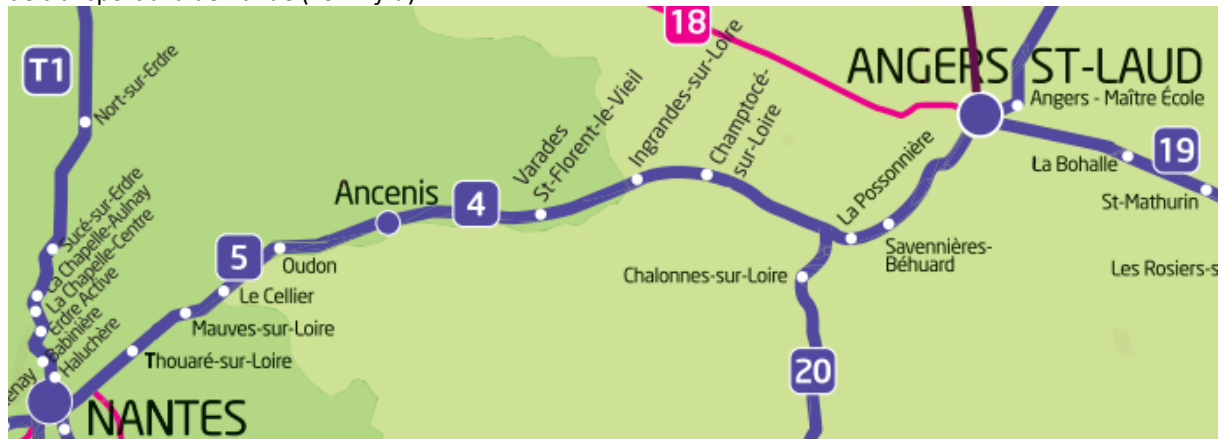 18
T1
ANGERS ST-LAUD
Nort-sur-Erdre
Angers - Maître École
Varades
St-Florent-le-Vieil
Ingrandes-sur-Loire
Champtocé-
sur-Loire
La Possonnière
La Bohalle
19
St-Mathurin
Ancenis
4
Sucé-sur-Erdre
La Chapelle-Aulnay
La Chapelle-Centre
Erdre Active
Babinière
Haluchère
5
Oudon
Le Cellier
Mauves-sur-Loire
Thouaré-sur-Loire
Savennières-
Béhuard
Chalonnes-sur-Loire
Les Rosiers-s
20
NANTES